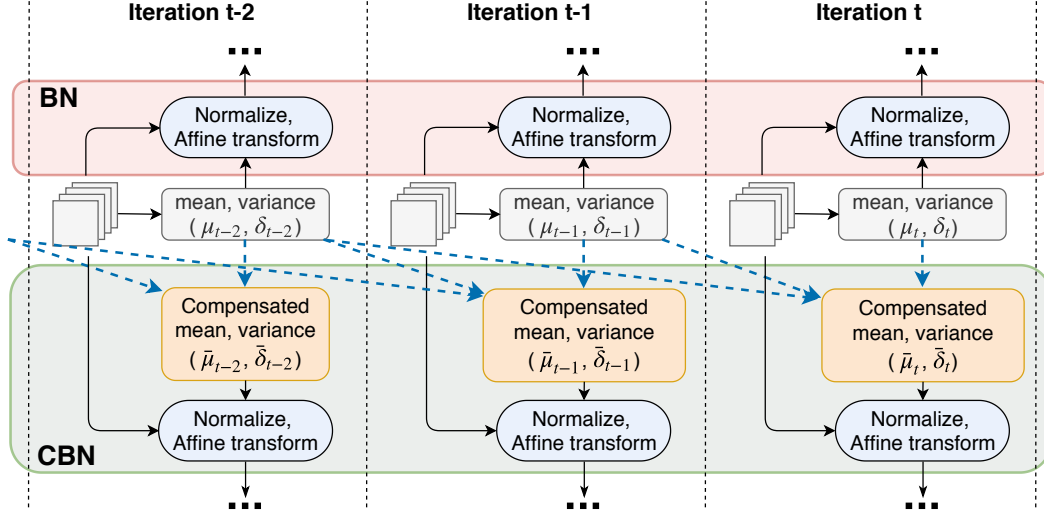 Iteration t-2 Iteration t-1 Iteration t
BN
Normalize,
Affine transform
Normalize,
Affine transform
Normalize,
Affine transform
mean, variance
( μₜ₋₂, δₜ₋₂)
mean, variance
( μₜ₋₁, δₜ₋₁)
mean, variance
( μₜ, δₜ)
Compensated
mean, variance
( μ̄ₜ₋₂, δ̄ₜ₋₂)
Compensated
mean, variance
( μ̄ₜ₋₁, δ̄ₜ₋₁)
Compensated
mean, variance
( μ̄ₜ, δ̄ₜ)
Normalize,
Affine transform
Normalize,
Affine transform
Normalize,
Affine transform
CBN